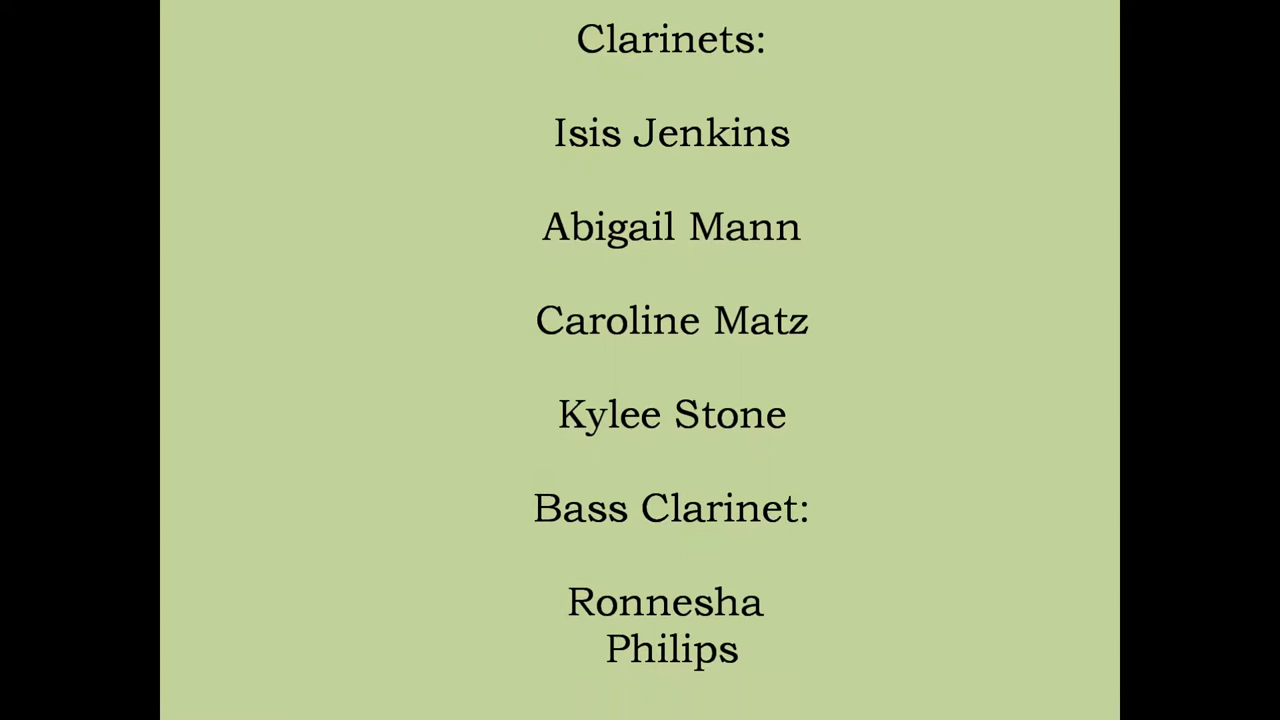 Clarinets:
Isis Jenkins
Abigail Mann
Caroline Matz
Kylee Stone
Bass Clarinet:
Ronnesha
Philips